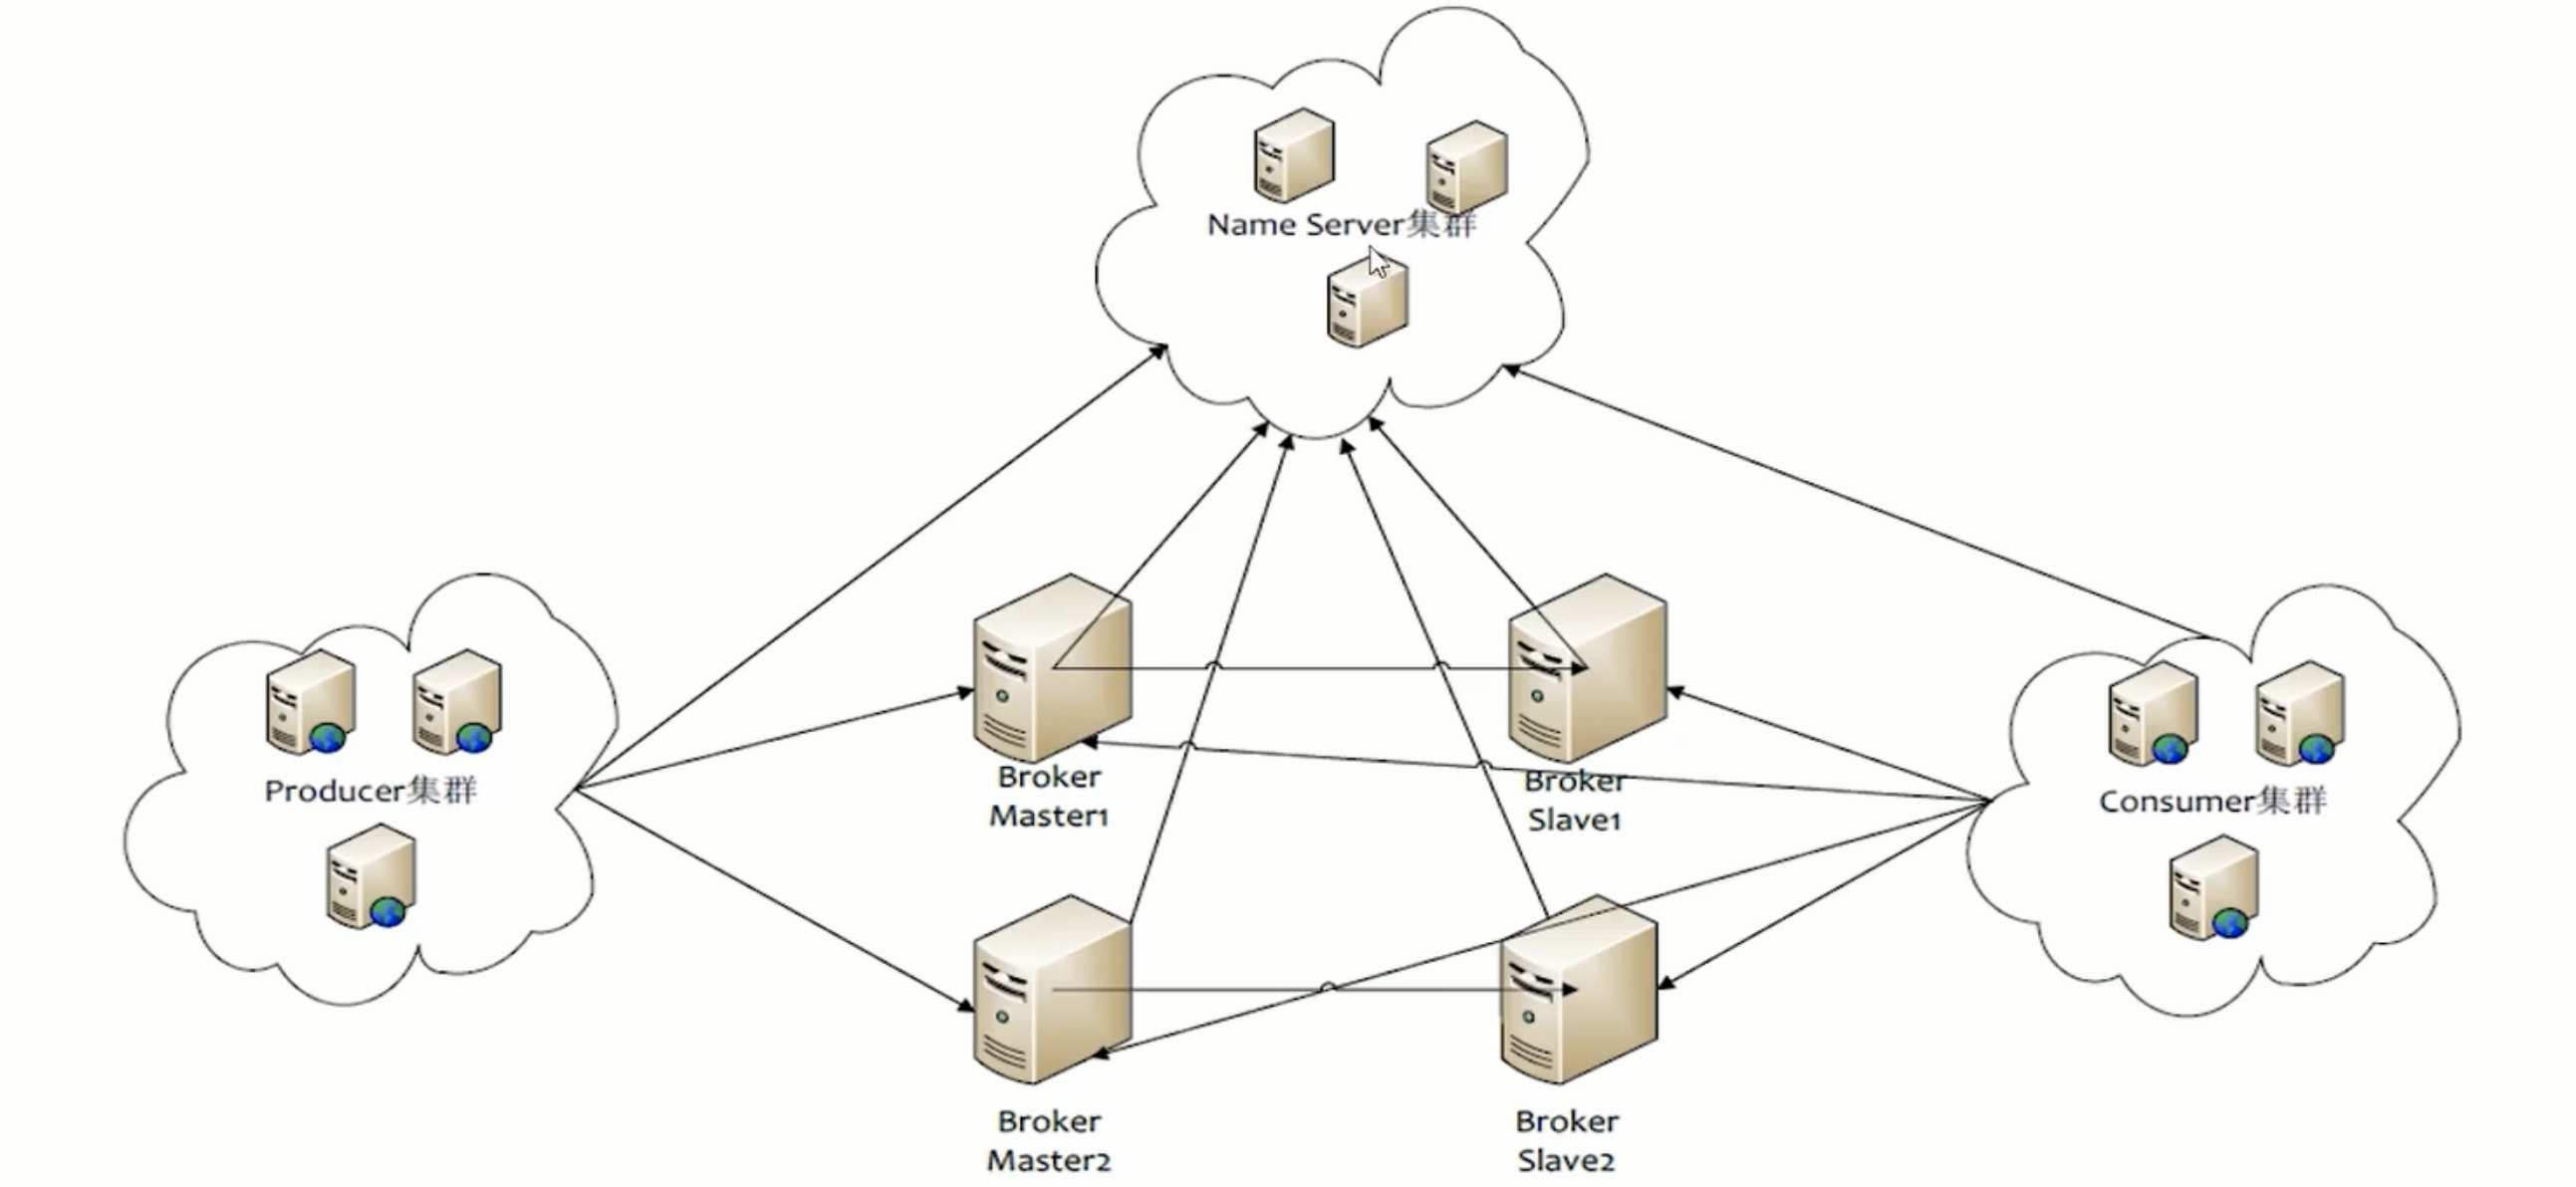 Name Server集群
Producer集群
Broker
Master1
Broker
Slave1
Consumer集群
Broker
Master2
Broker
Slave2